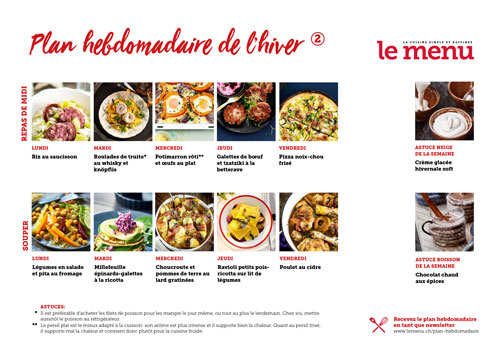 Plan hebdomadaire de l'hiver 2
LA CUISINE SIMPLE ET RAFFINÉE
le menu
REPAS DE MIDI
LUNDI
Riz au saucisson
MARDI
Roulades de truite*
au whisky et
knöpflis
MERCREDI
Potimarron rôti**
et œufs au plat
JEUDI
Galettes de bœuf
et tzatziki à la
betterave
VENDREDI
Pizza noix-chou
frisé
ASTUCE NEIGE
DE LA SEMAINE
Crème glacée
hivernale soft
SOUPER
LUNDI
Légumes en salade
et pita au fromage
MARDI
Millefeuille
épinards-galettes
à la ricotta
MERCREDI
Choucroute et
pommes de terre au
lard gratinées
JEUDI
Ravioli petits pois-
ricotta sur lit de
légumes
VENDREDI
Poulet au cidre
ASTUCE BOISSON
DE LA SEMAINE
Chocolat chaud
aux épices
ASTUCES:
* Il est préférable d'acheter les filets de poisson pour les manger le jour même, ou tout au plus le lendemain. Chez soi, mettre
aussitôt le poisson au réfrigérateur.
** Le persil plat est le mieux adapté à la cuisine: son arôme est plus intense et il supporte bien la chaleur. Quant au persil frisé,
il supporte mal la chaleur et convient donc plutôt pour la cuisine froide.
Recevez le plan hebdomadaire
en tant que newsletter
www.lemenu.ch/plan-hebdomadaire